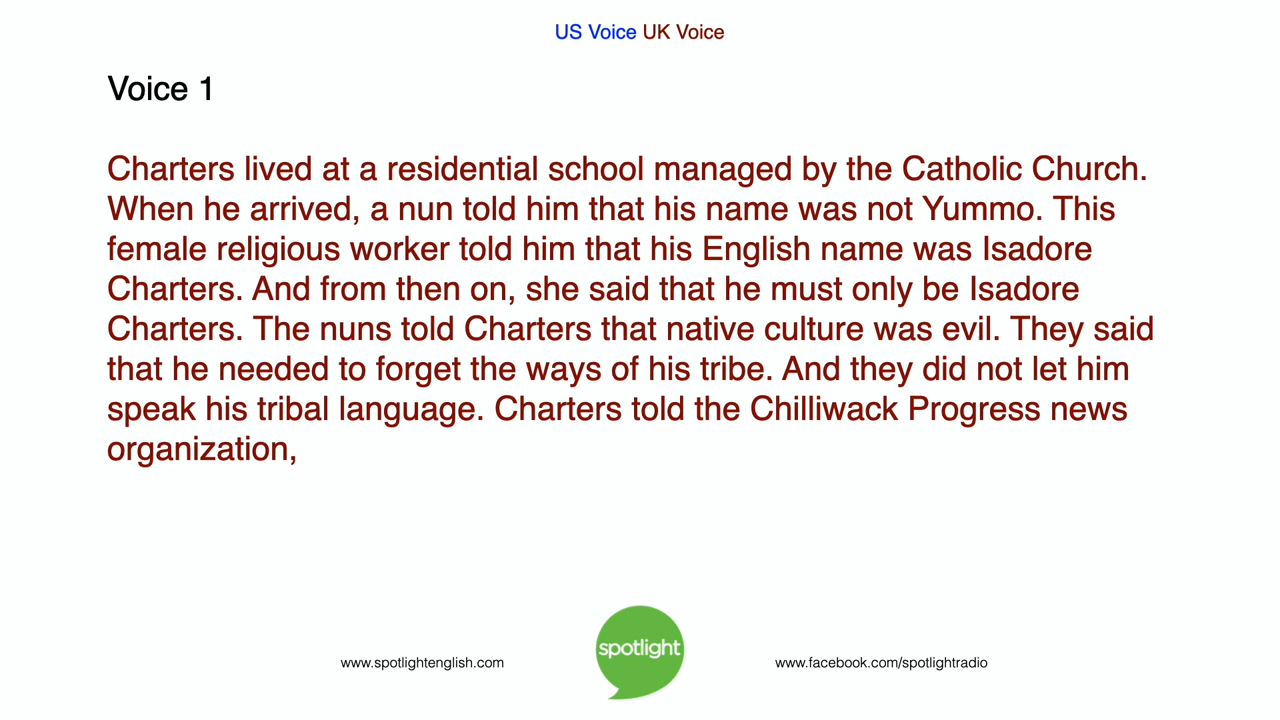 US Voice UK Voice
Voice 1
Charters lived at a residential school managed by the Catholic Church.
When he arrived, a nun told him that his name was not Yummo. This
female religious worker told him that his English name was Isadore
Charters. And from then on, she said that he must only be Isadore
Charters. The nuns told Charters that native culture was evil. They said
that he needed to forget the ways of his tribe. And they did not let him
speak his tribal language. Charters told the Chilliwack Progress news
organization,
www.spotlightenglish.com
spotlight
www.facebook.com/spotlightradio